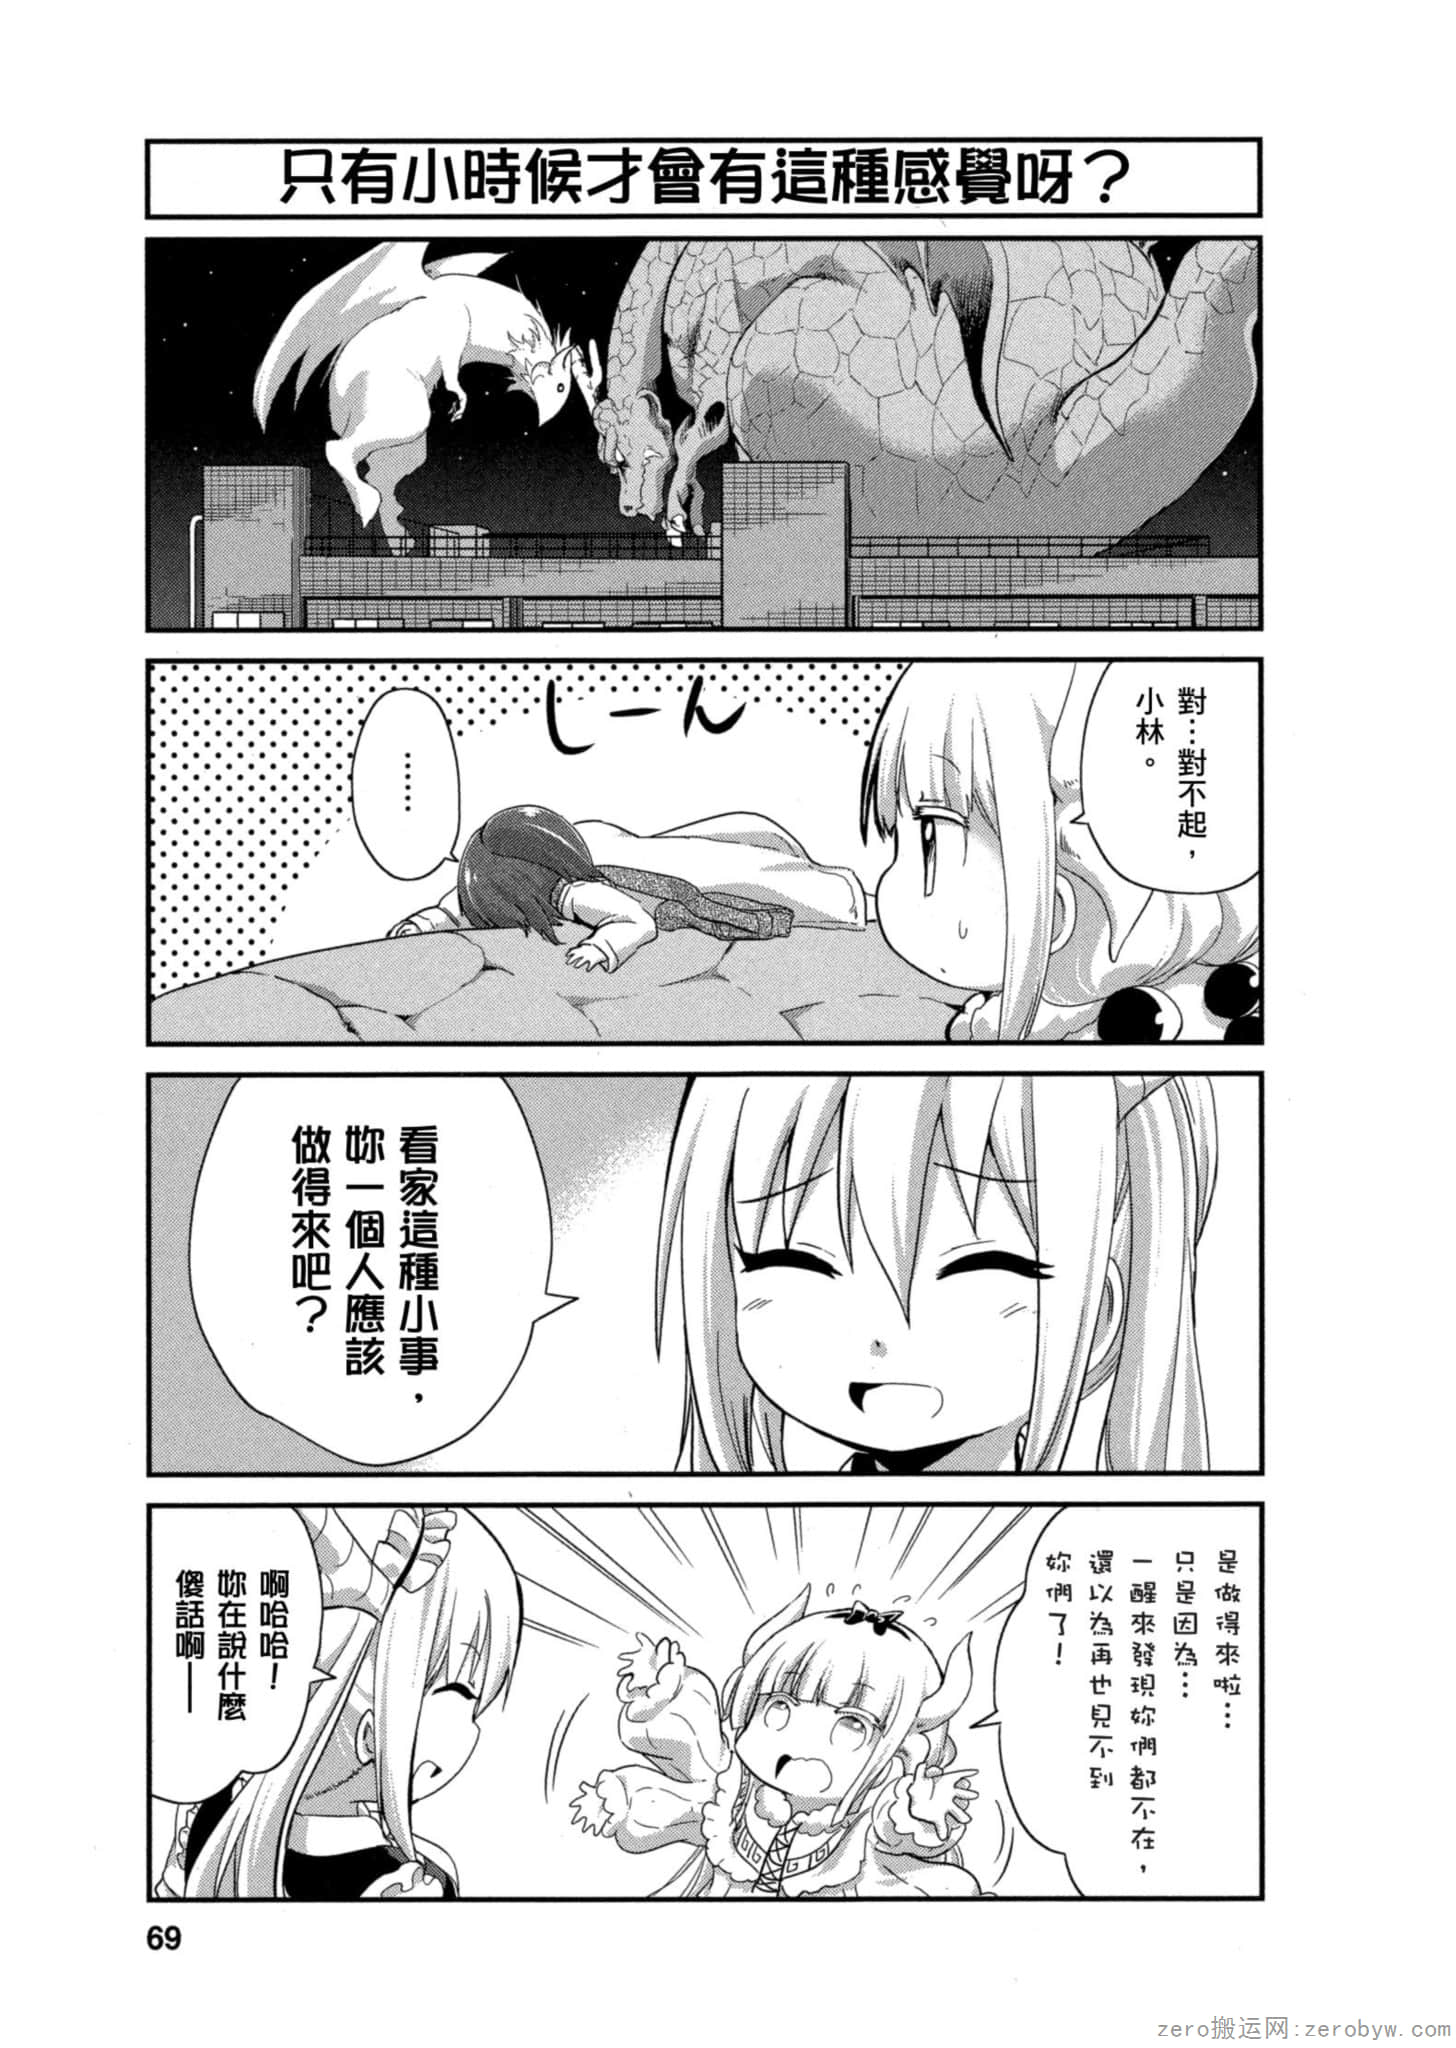 只有小時候才會有這種感覺呀？
對…對不起，
小林。
しーん
……
看家這種小事，
妳一個人應該
做得來吧？
是做得來啦…
只是因為…
一醒來發現妳們都不在，
還以為再也見不到
妳們了！
啊哈哈！
妳在說什麼
傻話啊——
69
zero搬运网:zerobyw.com